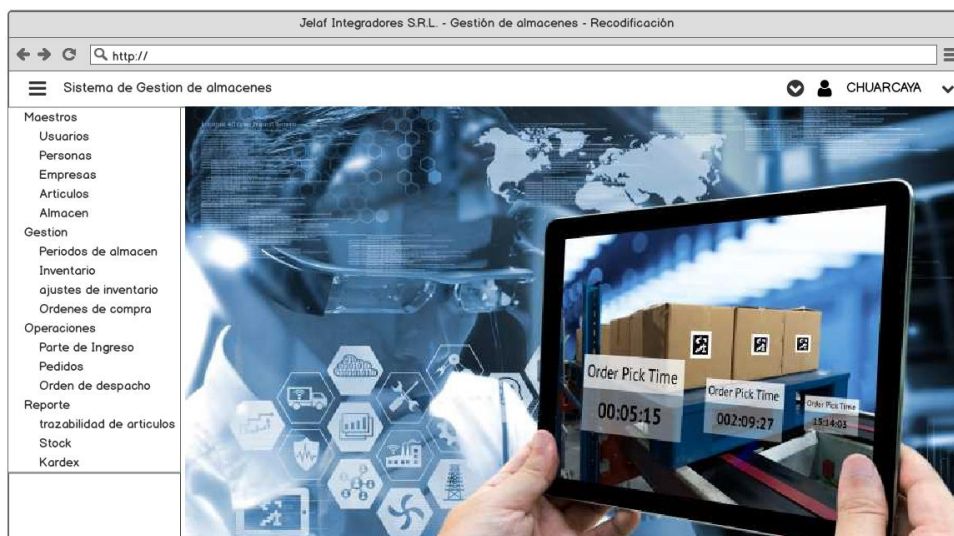 Jelaf Integradores S.R.L. - Gestión de almacenes - Recodificación
http://
Sistema de Gestion de almacenes
CHUARCAYA
Maestros
Usuarios
Personas
Empresas
Articulos
Almacen
Gestion
Periodos de almacen
Inventario
ajustes de inventario
Ordenes de compra
Operaciones
Parte de Ingreso
Pedidos
Orden de despacho
Reporte
trazabilidad de articulos
Stock
Kardex
Order Pick Time
00:05:15
Order Pick Time
002:09:27
Order Pick Time
15:14:03